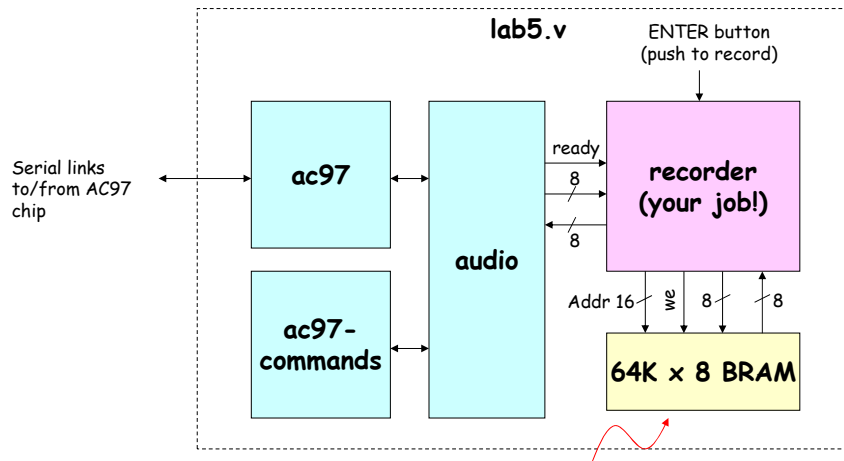 lab5.v
ENTER button
(push to record)
Serial links
to/from AC97
chip
ac97
ac97-
commands
audio
ready
8
8
recorder
(your job!)
Addr 16
we
8
8
64K x 8 BRAM